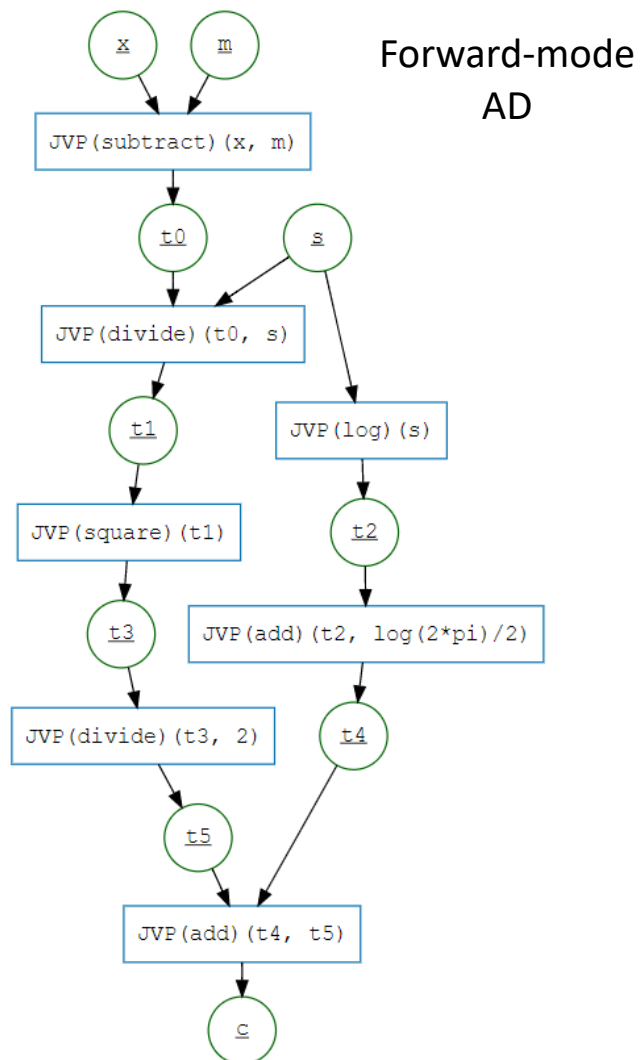 Forward-mode
AD
x
m
JVP(subtract)(x, m)
t0
s
JVP(divide)(t0, s)
t1
JVP(log)(s)
JVP(square)(t1)
t2
t3
JVP(add)(t2, log(2*pi)/2)
JVP(divide)(t3, 2)
t4
t5
JVP(add)(t4, t5)
c